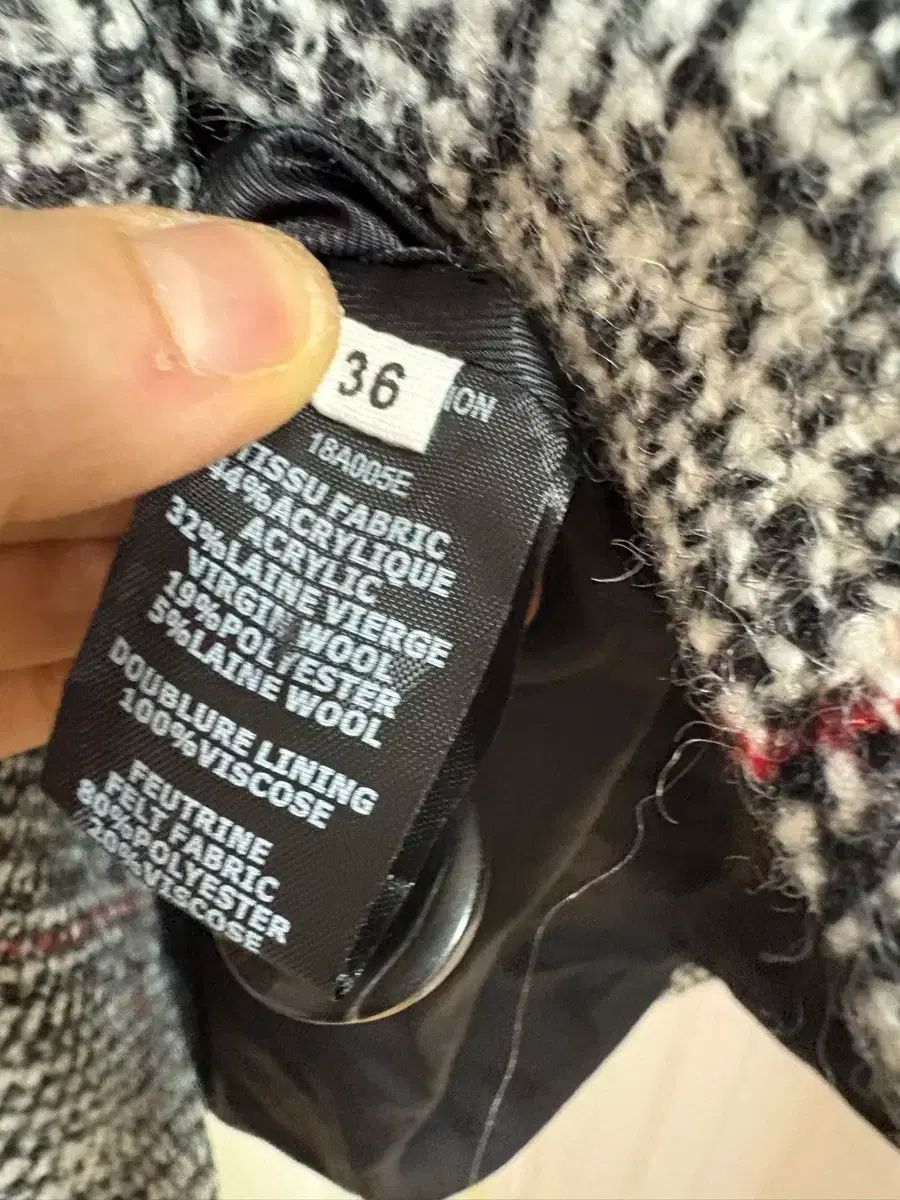 36
ION
18A005E
TISSU FABRIC
44%ACRYLIQUE
ACRYLIC
32%LAINE VIERGE
VIRGIN WOOL
19%POLYESTER
5%LAINE WOOL
DOUBLURE LINING
100%VISCOSE
FEUTRINE
FELT FABRIC
80%POLYESTER
20%VISCOSE